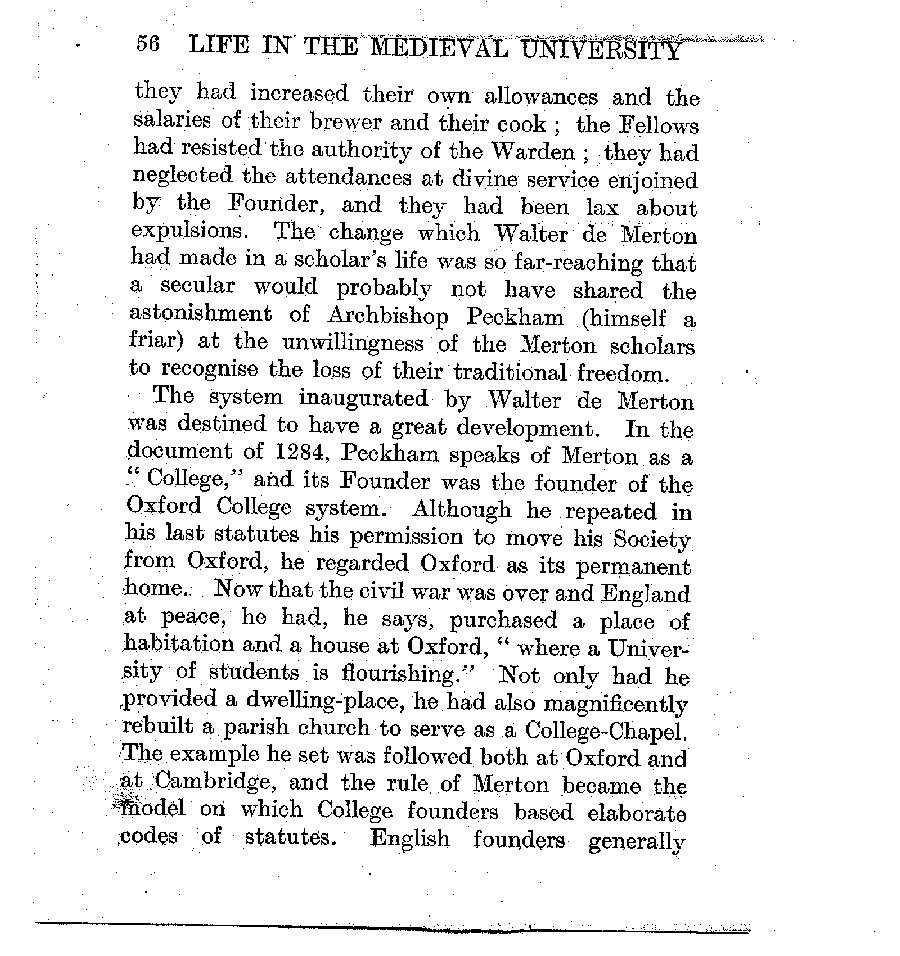 56 LIFE IN THE MEDIEVAL UNIVERSITY
they had increased their own allowances and the
salaries of their brewer and their cook ; the Fellows
had resisted the authority of the Warden ; they had
neglected the attendances at divine service enjoined
by the Founder, and they had been lax about
expulsions. The change which Walter de Merton
had made in a scholar's life was so far-reaching that
a secular would probably not have shared the
astonishment of Archbishop Peckham (himself a
friar) at the unwillingness of the Merton scholars
to recognise the loss of their traditional freedom.
The system inaugurated by Walter de Merton
was destined to have a great development. In the
document of 1284, Peckham speaks of Merton as a
“ College,” and its Founder was the founder of the
Oxford College system. Although he repeated in
his last statutes his permission to move his Society
from Oxford, he regarded Oxford as its permanent
home. Now that the civil war was over and England
at peace, he had, he says, purchased a place of
habitation and a house at Oxford, “ where a Univer-
sity of students is flourishing.” Not only had he
provided a dwelling-place, he had also magnificently
rebuilt a parish church to serve as a College-Chapel.
The example he set was followed both at Oxford and
at Cambridge, and the rule of Merton became the
model on which College founders based elaborate
codes of statutes. English founders generally